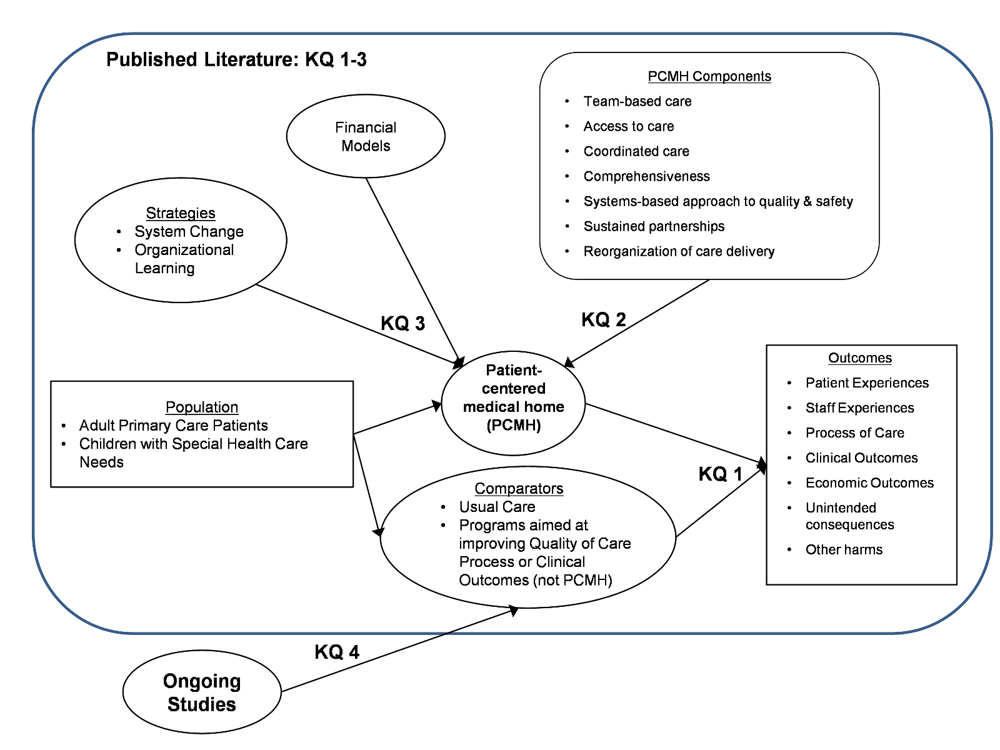 Published Literature: KQ 1-3
PCMH Components
• Team-based care
• Access to care
• Coordinated care
• Comprehensiveness
• Systems-based approach to quality & safety
• Sustained partnerships
• Reorganization of care delivery
Financial
Models
Strategies
• System Change
• Organizational
Learning
KQ 3
KQ 2
Patient-
centered
medical home
(PCMH)
Population
• Adult Primary Care Patients
• Children with Special Health Care
Needs
Outcomes
• Patient Experiences
• Staff Experiences
• Process of Care
• Clinical Outcomes
• Economic Outcomes
• Unintended
consequences
• Other harms
KQ 1
Comparators
• Usual Care
• Programs aimed at
improving Quality of Care
Process or Clinical
Outcomes (not PCMH)
KQ 4
Ongoing
Studies